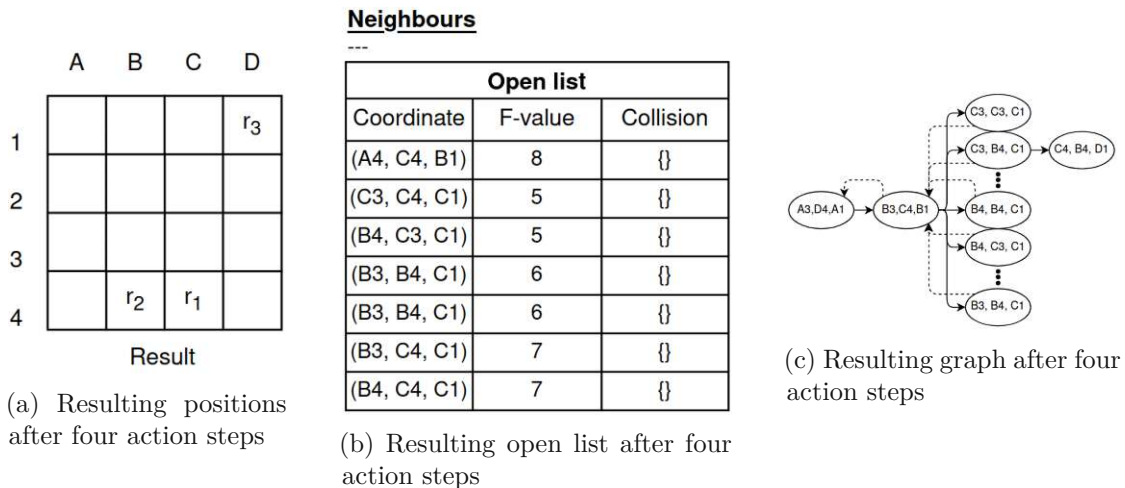 A B C D
1 r3
2
3
4 r2 r1
Result
(a) Resulting positions
after four action steps
Neighbours
---
Open list
Coordinate F-value Collision
(A4, C4, B1) 8 {}
(C3, C4, C1) 5 {}
(B4, C3, C1) 5 {}
(B3, B4, C1) 6 {}
(B3, B4, C1) 6 {}
(B3, C4, C1) 7 {}
(B4, C4, C1) 7 {}
(b) Resulting open list after four
action steps
C3, C3, C1
C3, B4, C1 C4, B4, D1
A3,D4,A1 B3,C4,B1 B4, B4, C1
B4, C3, C1
B3, B4, C1
(c) Resulting graph after four
action steps